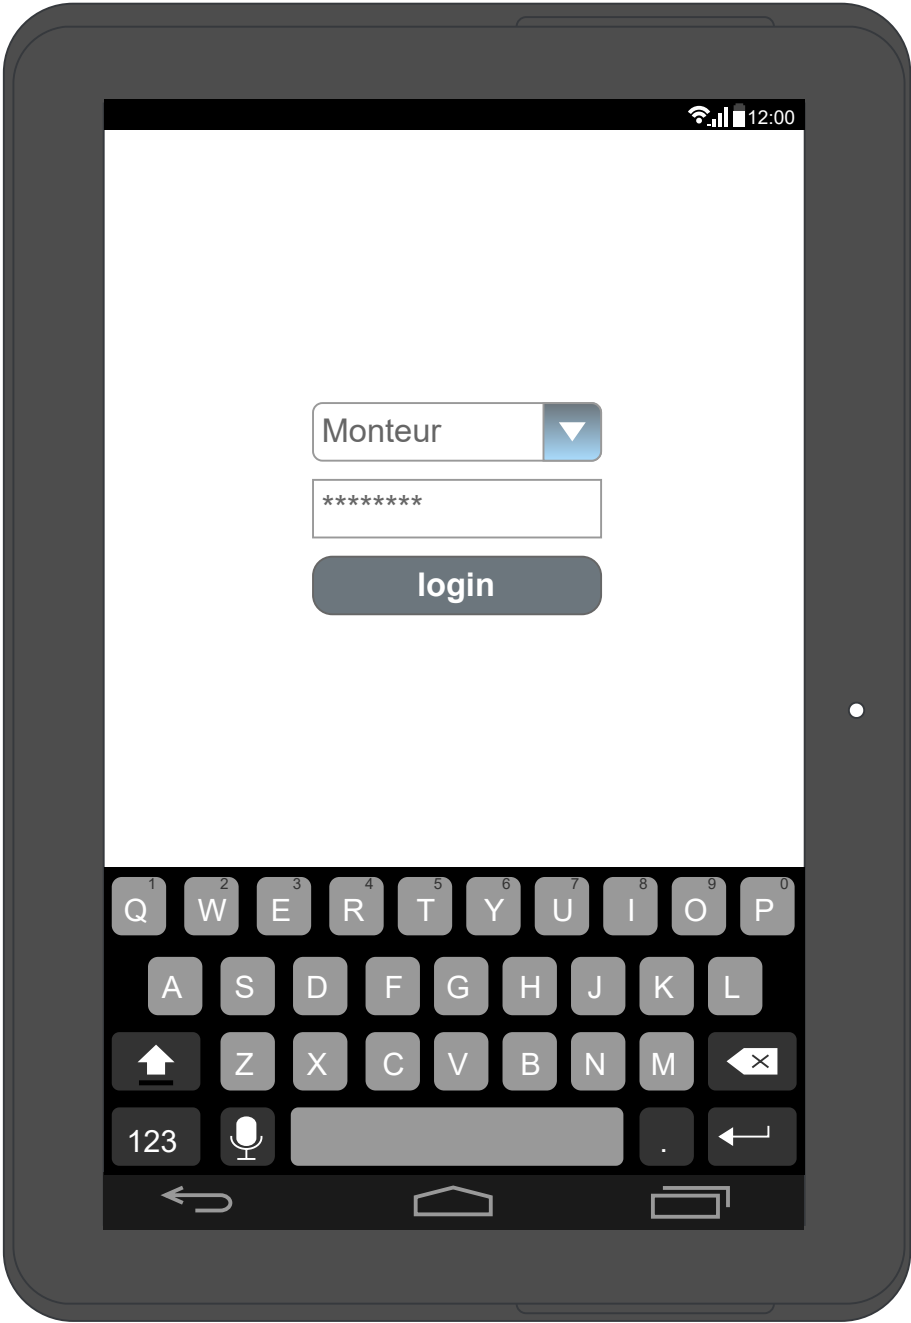 12:00
Monteur
********
login
1 2 3 4 5 6 7 8 9 0
Q W E R T Y U I O P
A S D F G H J K L
Z X C V B N M
123 .